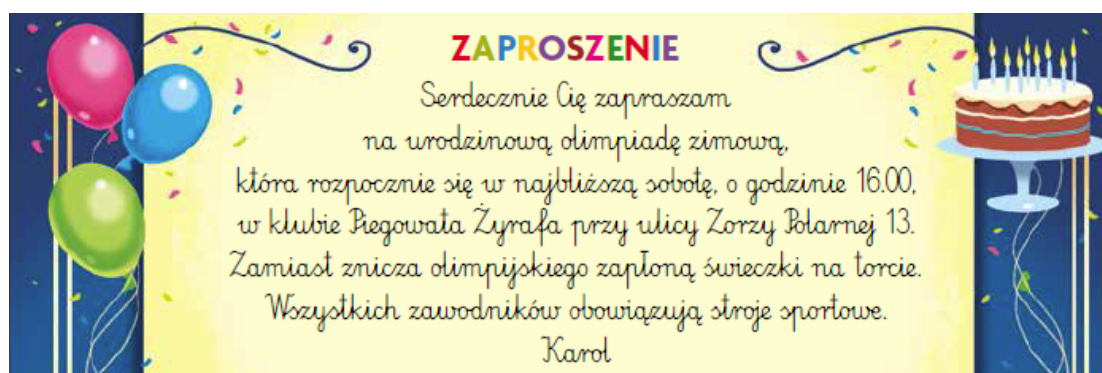 ZAPROSZENIE
Serdecznie Cię zapraszam
na urodzinową olimpiadę zimową,
która rozpocznie się w najbliższą sobotę, o godzinie 16.00,
w klubie Piegowata Żyrafa przy ulicy Zorzy Polarnej 13.
Zamiast znicza olimpijskiego zapłoną świeczki na torcie.
Wszystkich zawodników obowiązują stroje sportowe.
Karol